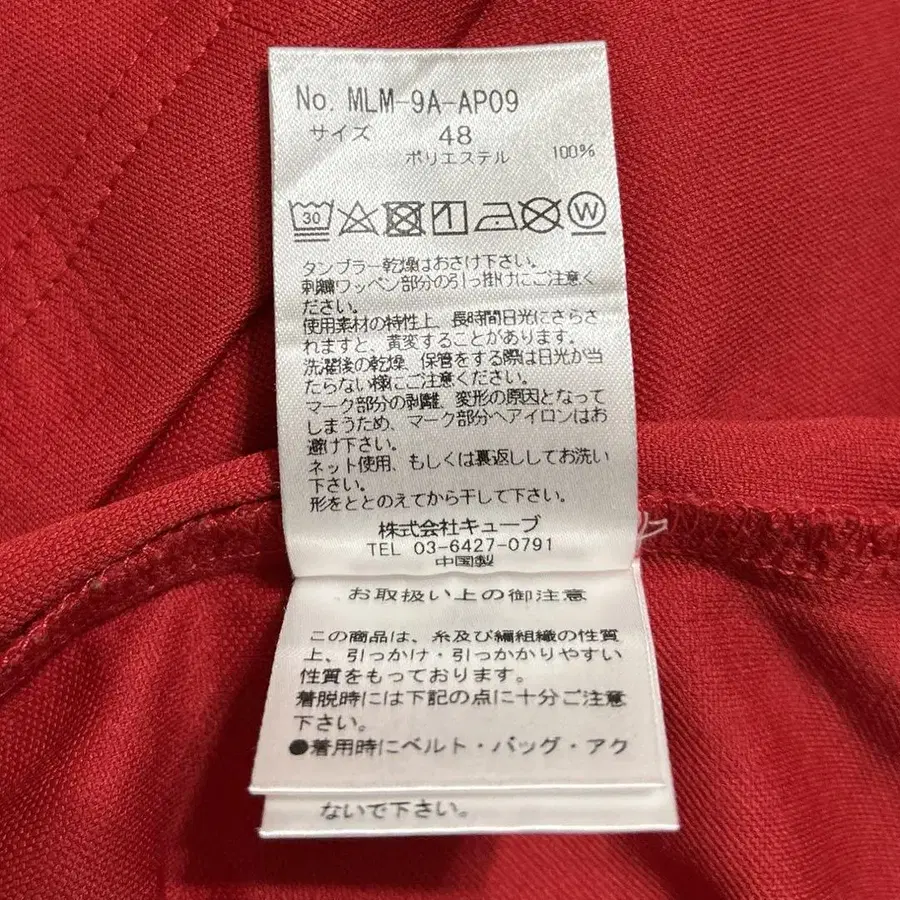 No. MLM-9A-AP09
サイズ 48
ポリエステル 100%
30 W
タンブラー乾燥はおさけ下さい。
刺繍ワッペン部分の引っ掛けにご注意く
ださい。
使用素材の特性上、長時間日光にさらさ
れますと、黄変することがあります。
洗濯後の乾燥、保管をする際は日光が当
たらない様にご注意ください。
マーク部分の剥離、変形の原因となって
しまうため、マーク部分へアイロンはお
避け下さい。
ネット使用、もしくは裏返ししてお洗い
下さい。
形をととのえてから干して下さい。
株式会社キューブ
TEL 03-6427-0791
中国製
お取扱い上の御注意
この商品は、糸及び編組織の性質
上、引っかけ・引っかかりやすい
性質をもっております。
着脱時には下記の点に十分ご注意
下さい。
●着用時にベルト・バッグ・アク
ないで下さい。